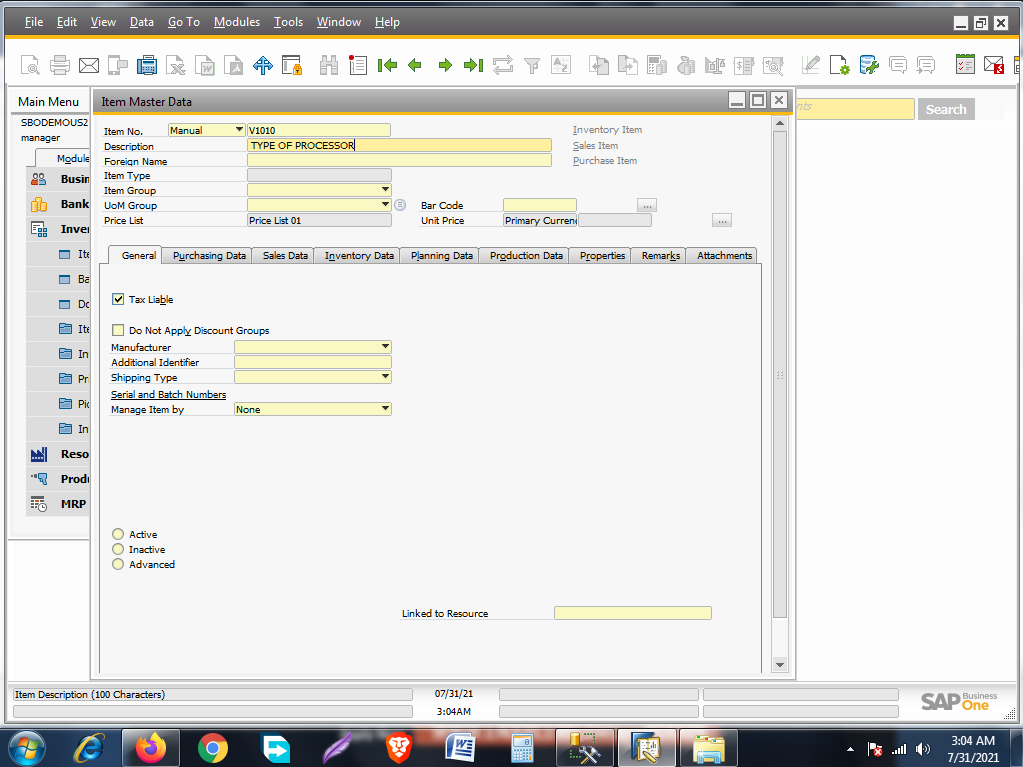 File Edit View Data Go To Modules Tools Window Help
Main Menu
SBODEMOUS2
manager
Module
Busin
Bank
Inve
Ite
Ba
Do
Ite
In
Pri
Pic
In
Reso
Produ
MRP
Search
Item Master Data
Item No. Manual V1010 Inventory Item
Description TYPE OF PROCESSOR Sales Item
Foreign Name Purchase Item
Item Type
Item Group
UoM Group Bar Code ...
Price List Price List 01 Unit Price Primary Curren ...
General Purchasing Data Sales Data Inventory Data Planning Data Production Data Properties Remarks Attachments
Tax Liable
Do Not Apply Discount Groups
Manufacturer
Additional Identifier
Shipping Type
Serial and Batch Numbers
Manage Item by None
Active
Inactive
Advanced
Linked to Resource
Item Description (100 Characters) 07/31/21
3:04AM
SAP Business One
3:04 AM
7/31/2021